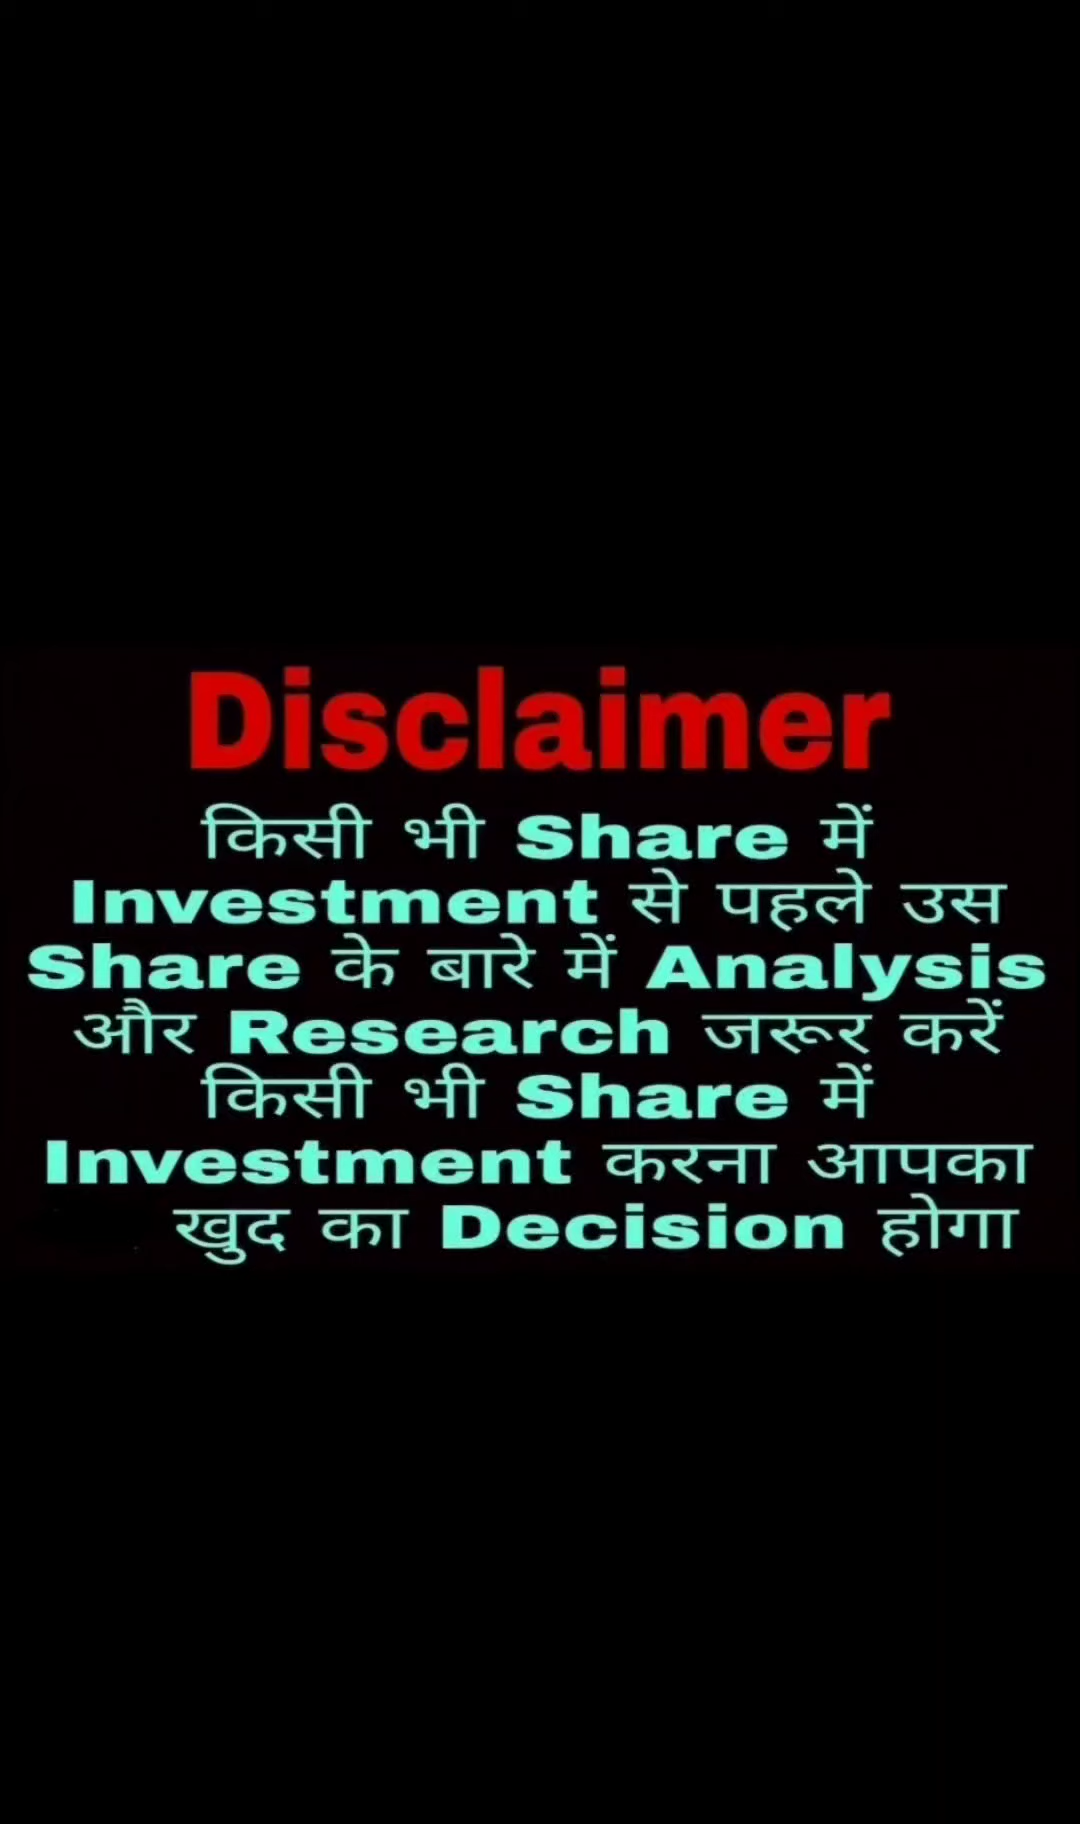 Disclaimer
किसी भी Share में
Investment से पहले उस
Share के बारे में Analysis
और Research जरूर करें
किसी भी Share में
Investment करना आपका
खुद का Decision होगा